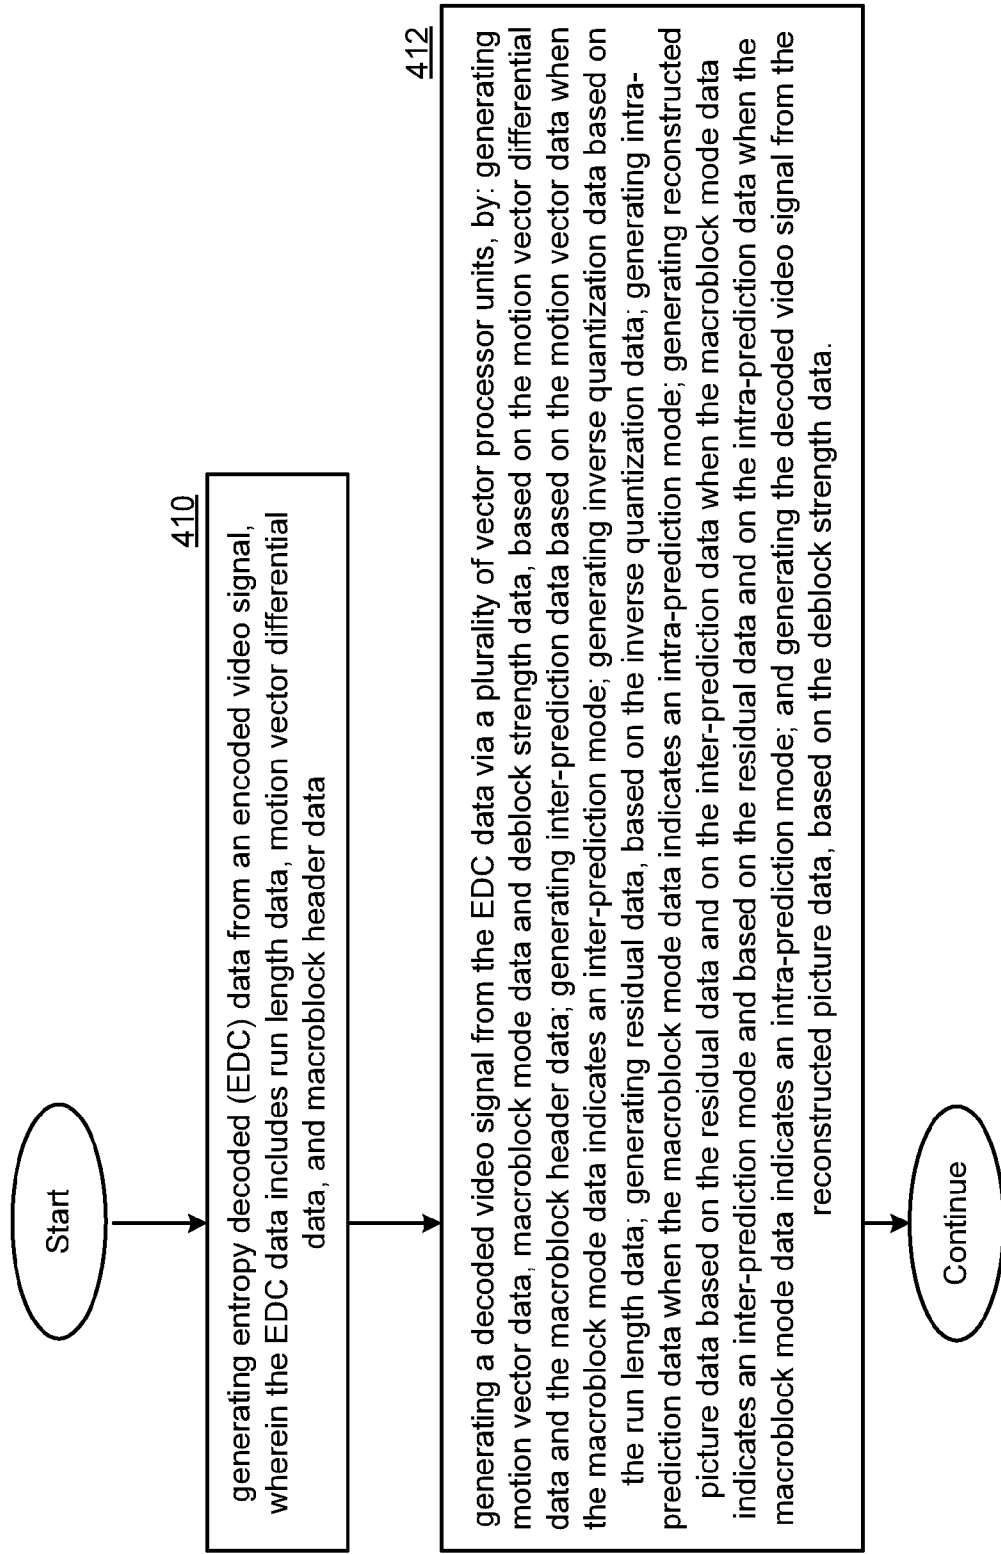 Start
410
generating entropy decoded (EDC) data from an encoded video signal,
wherein the EDC data includes run length data, motion vector differential
data, and macroblock header data
412
generating a decoded video signal from the EDC data via a plurality of vector processor units, by: generating
motion vector data, macroblock mode data and deblock strength data, based on the motion vector differential
data and the macroblock header data; generating inter-prediction data based on the motion vector data when
the macroblock mode data indicates an inter-prediction mode; generating inverse quantization data based on
the run length data; generating residual data, based on the inverse quantization data; generating intra-
prediction data when the macroblock mode data indicates an intra-prediction mode; generating reconstructed
picture data based on the residual data and on the inter-prediction data when the macroblock mode data
indicates an inter-prediction mode and based on the residual data and on the intra-prediction data when the
macroblock mode data indicates an intra-prediction mode; and generating the decoded video signal from the
reconstructed picture data, based on the deblock strength data.
Continue